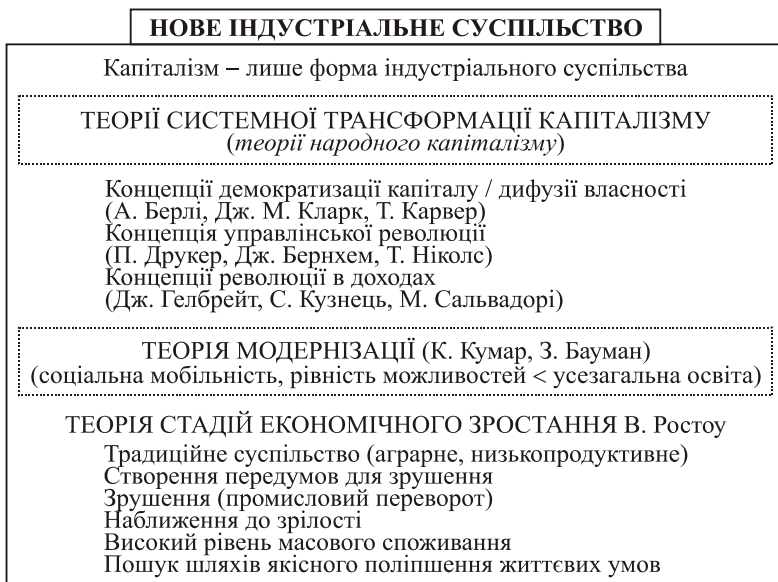 НОВЕ ІНДУСТРІАЛЬНЕ СУСПІЛЬСТВО
Капіталізм – лише форма індустріального суспільства
ТЕОРІЇ СИСТЕМНОЇ ТРАНСФОРМАЦІЇ КАПІТАЛІЗМУ
(теорії народного капіталізму)
Концепції демократизації капіталу / дифузії власності
(А. Берлі, Дж. М. Кларк, Т. Карвер)
Концепція управлінської революції
(П. Друкер, Дж. Бернхем, Т. Ніколс)
Концепції революції в доходах
(Дж. Гелбрейт, С. Кузнець, М. Сальвадорі)
ТЕОРІЯ МОДЕРНІЗАЦІЇ (К. Кумар, З. Бауман)
(соціальна мобільність, рівність можливостей < усезагальна освіта)
ТЕОРІЯ СТАДІЙ ЕКОНОМІЧНОГО ЗРОСТАННЯ В. Ростоу
Традиційне суспільство (аграрне, низькопродуктивне)
Створення передумов для зрушення
Зрушення (промисловий переворот)
Наближення до зрілості
Високий рівень масового споживання
Пошук шляхів якісного поліпшення життєвих умов